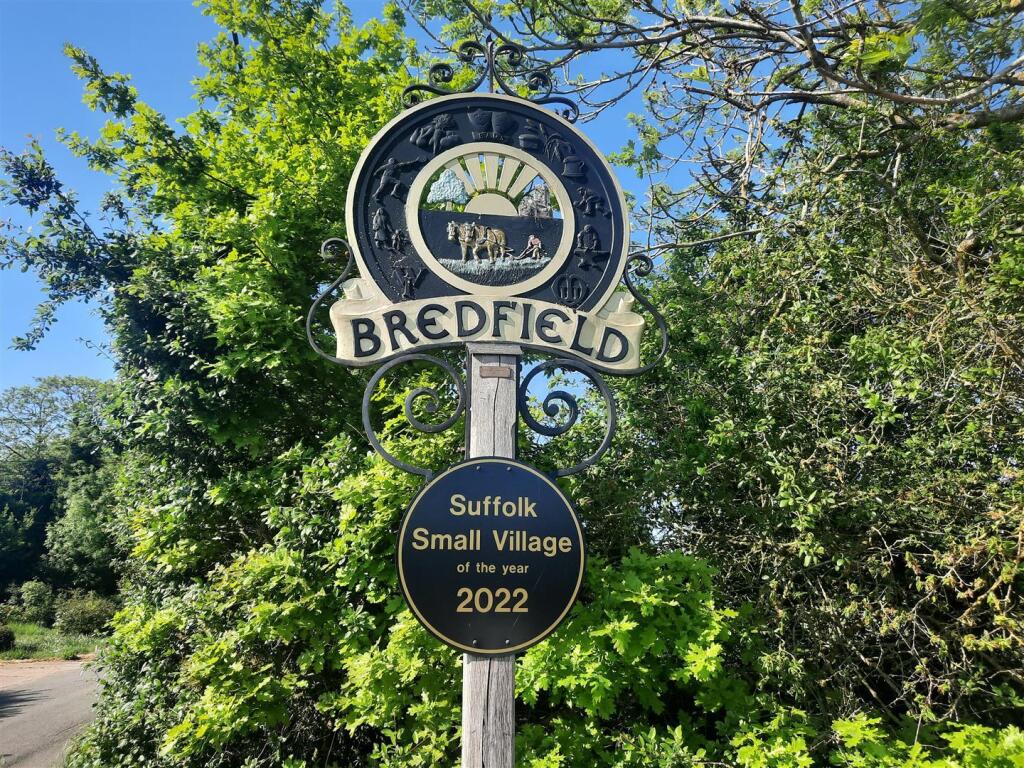 BREDFIELD
Suffolk
Small Village
of the year
2022